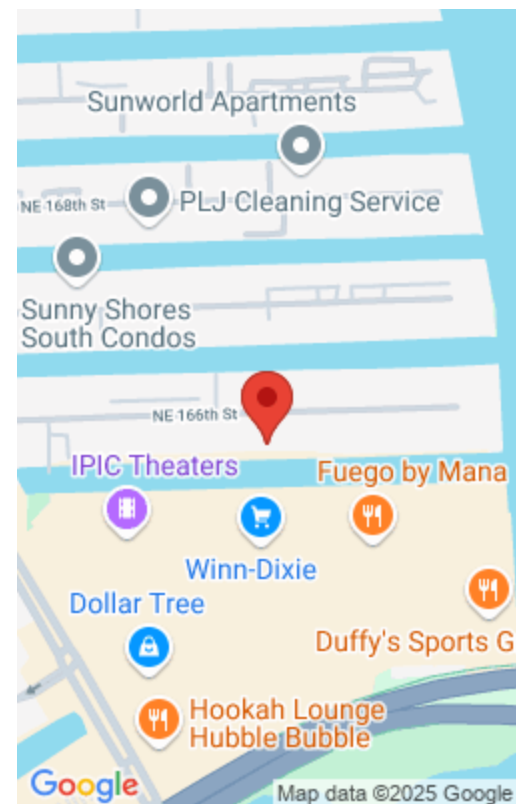 Sunworld Apartments
NE 168th St
PLJ Cleaning Service
Sunny Shores
South Condos
NE 166th St
IPIC Theaters
Fuego by Mana
Winn-Dixie
Dollar Tree
Duffy's Sports G
Hookah Lounge
Hubble Bubble
Google
Map data ©2025 Google